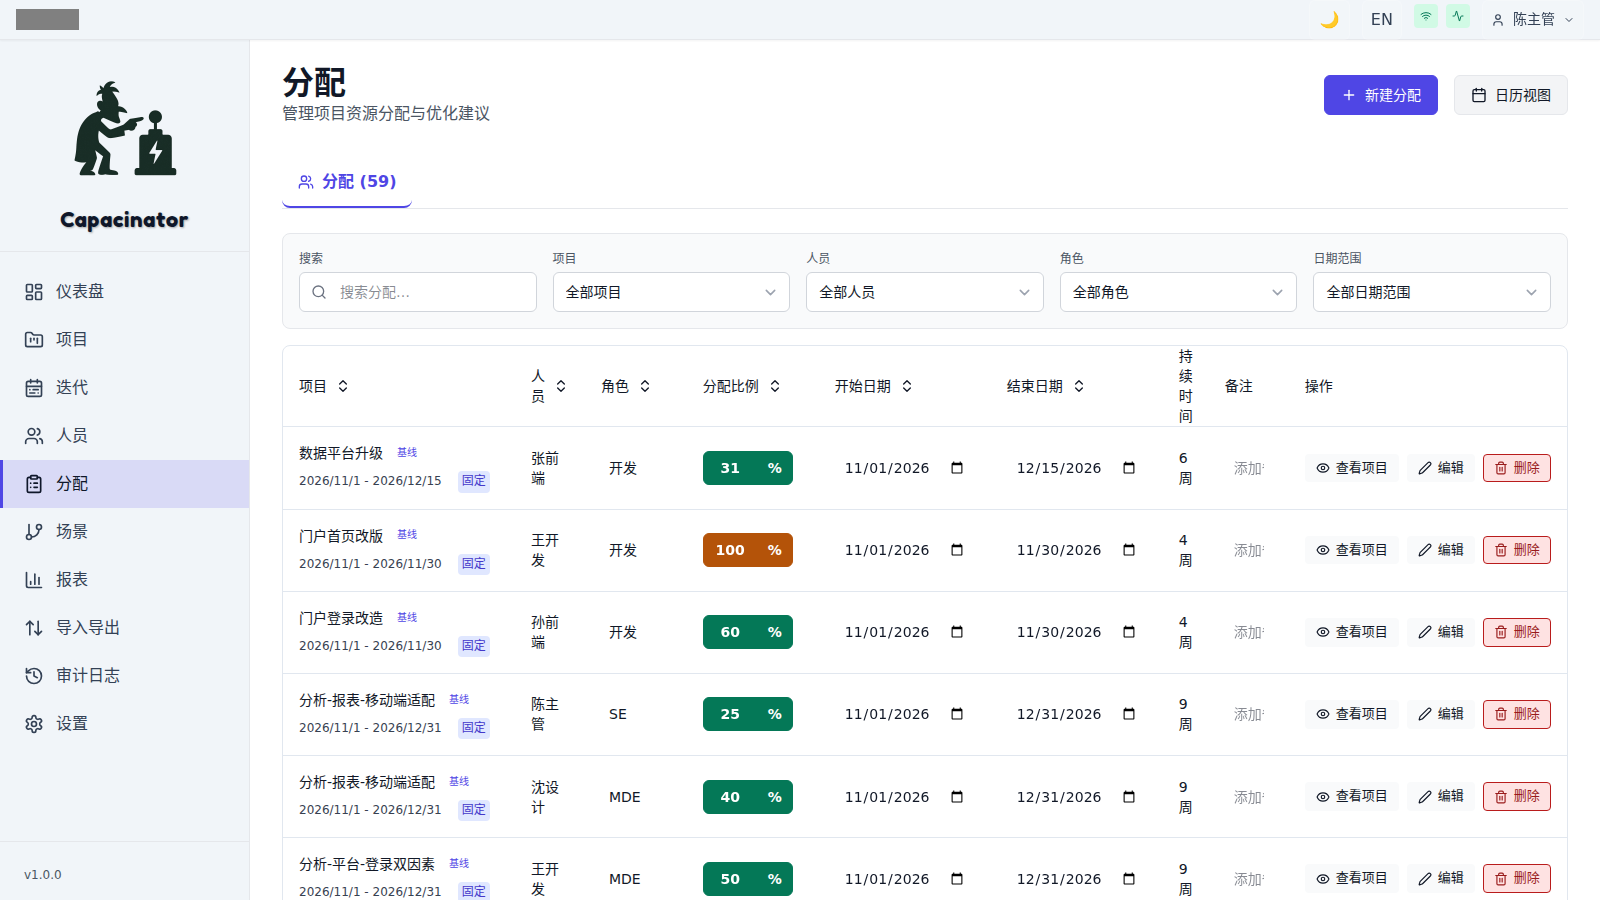 EN
陈主管
Capacinator
仪表盘
项目
迭代
人员
分配
场景
报表
导入导出
审计日志
设置
v1.0.0
分配
管理项目资源分配与优化建议
新建分配
日历视图
分配 (59)
搜索
项目
人员
角色
日期范围
搜索分配...
全部项目
全部人员
全部角色
全部日期范围
项目
人员
角色
分配比例
开始日期
结束日期
持续时间
备注
操作
数据平台升级 基线
2026/11/1 - 2026/12/15 固定
张前端
开发
31 %
11/01/2026
12/15/2026
6周
添加
查看项目
编辑
删除
门户首页改版 基线
2026/11/1 - 2026/11/30 固定
王开发
开发
100 %
11/01/2026
11/30/2026
4周
添加
查看项目
编辑
删除
门户登录改造 基线
2026/11/1 - 2026/11/30 固定
孙前端
开发
60 %
11/01/2026
11/30/2026
4周
添加
查看项目
编辑
删除
分析-报表-移动端适配 基线
2026/11/1 - 2026/12/31 固定
陈主管
SE
25 %
11/01/2026
12/31/2026
9周
添加
查看项目
编辑
删除
分析-报表-移动端适配 基线
2026/11/1 - 2026/12/31 固定
沈设计
MDE
40 %
11/01/2026
12/31/2026
9周
添加
查看项目
编辑
删除
分析-平台-登录双因素 基线
2026/11/1 - 2026/12/31 固定
王开发
MDE
50 %
11/01/2026
12/31/2026
9周
添加
查看项目
编辑
删除